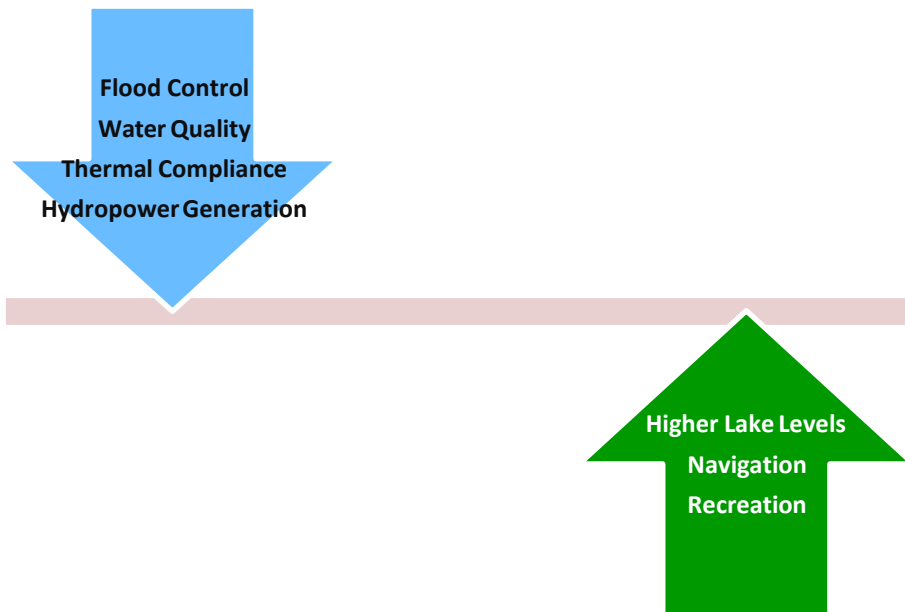 Flood Control
Water Quality
Thermal Compliance
Hydropower Generation
Higher Lake Levels
Navigation
Recreation